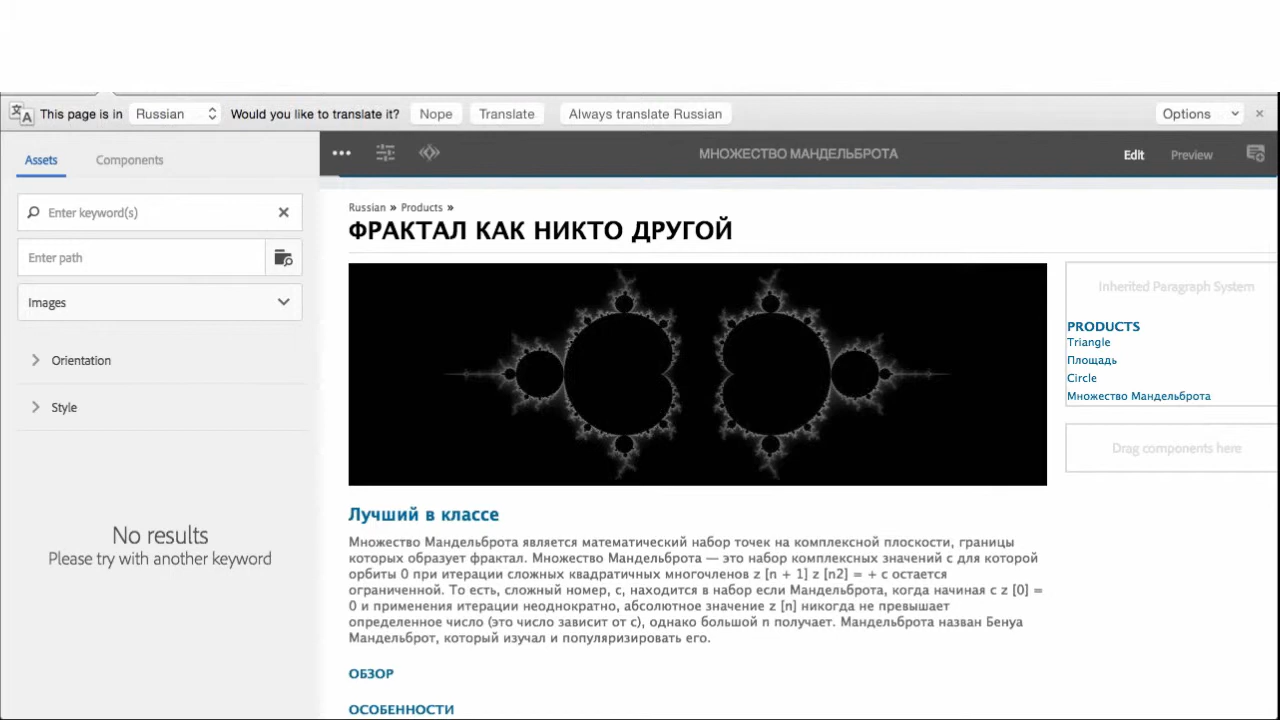 This page is in Russian Would you like to translate it? Nope Translate Always translate Russian Options
Assets Components
МНОЖЕСТВО МАНДЕЛЬБРОТА Edit Preview
Enter keyword(s)
Enter path
Images
Orientation
Style
No results
Please try with another keyword
Russian » Products »
ФРАКТАЛ КАК НИКТО ДРУГОЙ
Лучший в классе
Множество Мандельброта является математический набор точек на комплексной плоскости, границы
которых образует фрактал. Множество Мандельброта — это набор комплексных значений c для которой
орбиты 0 при итерации сложных квадратичных многочленов z [n + 1] z [n2] = + c остается
ограниченной. То есть, сложный номер, c, находится в набор если Мандельброта, когда начиная с z [0] =
0 и применения итерации неоднократно, абсолютное значение z [n] никогда не превышает
определенное число (это число зависит от c), однако большой n получает. Мандельброта назван Бенуа
Мандельброт, который изучал и популяризировать его.
ОБЗОР
ОСОБЕННОСТИ
Inherited Paragraph System
PRODUCTS
Triangle
Площадь
Circle
Множество Мандельброта
Drag components here